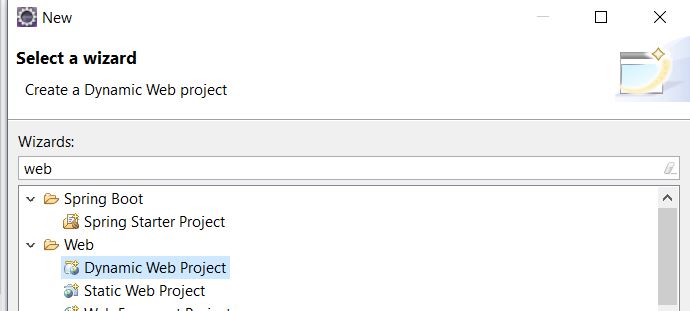 New
Select a wizard
Create a Dynamic Web project
Wizards:
web
Spring Boot
Spring Starter Project
Web
Dynamic Web Project
Static Web Project